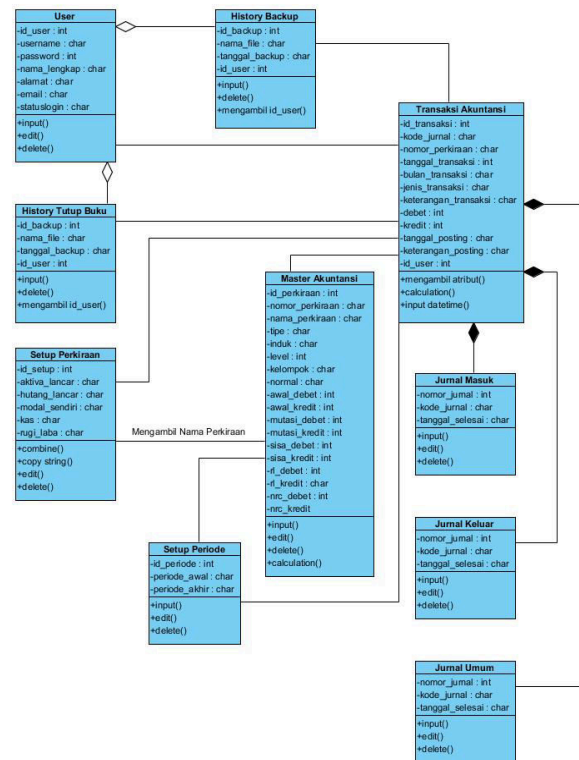 User
-id_user : int
-username : char
-password : int
-nama_lengkap : char
-alamat : char
-email : char
-statuslogin : char
+input()
+edit()
+delete()
History Backup
-id_backup : int
-nama_file : char
-tanggal_backup : char
-id_user : int
+input()
+delete()
+mengambil id_user()
Transaksi Akuntansi
-id_transaksi : int
-kode_jurnal : char
-nomor_perkiraan : char
-tanggal_transaksi : int
-bulan_transaksi : char
-jenis_transaksi : char
-keterangan_transaksi : char
-debet : int
-kredit : int
-tanggal_posting : char
-keterangan_posting : char
-id_user : int
+mengambil atribut()
+calculation()
+input datetime()
History Tutup Buku
-id_backup : int
-nama_file : char
-tanggal_backup : char
-id_user : int
+input()
+delete()
+mengambil id_user()
Master Akuntansi
-id_perkiraan : int
-nomor_perkiraan : char
-nama_perkiraan : char
-tipe : char
-induk : char
-level : int
-kelompok : char
-normal : char
-awal_debet : int
-awal_kredit : int
-mutasi_debet : int
-mutasi_kredit : int
-sisa_debet : int
-sisa_kredit : int
-rl_debet : int
-rl_kredit : char
-nrc_debet : int
-nrc_kredit
+input()
+edit()
+delete()
+calculation()
Setup Perkiraan
-id_setup : int
-aktiva_lancar : char
-hutang_lancar : char
-modal_sendiri : char
-kas : char
-rugi_laba : char
+combine()
+copy string()
+edit()
+delete()
Mengambil Nama Perkiraan
Jurnal Masuk
-nomor_jurnal : int
-kode_jurnal : char
-tanggal_selesai : char
+input()
+edit()
+delete()
Jurnal Keluar
-nomor_jurnal : int
-kode_jurnal : char
-tanggal_selesai : char
+input()
+edit()
+delete()
Setup Periode
-id_periode : int
-periode_awal : char
-periode_akhir : char
+input()
+edit()
+delete()
Jurnal Umum
-nomor_jurnal : int
-kode_jurnal : char
-tanggal_selesai : char
+input()
+edit()
+delete()